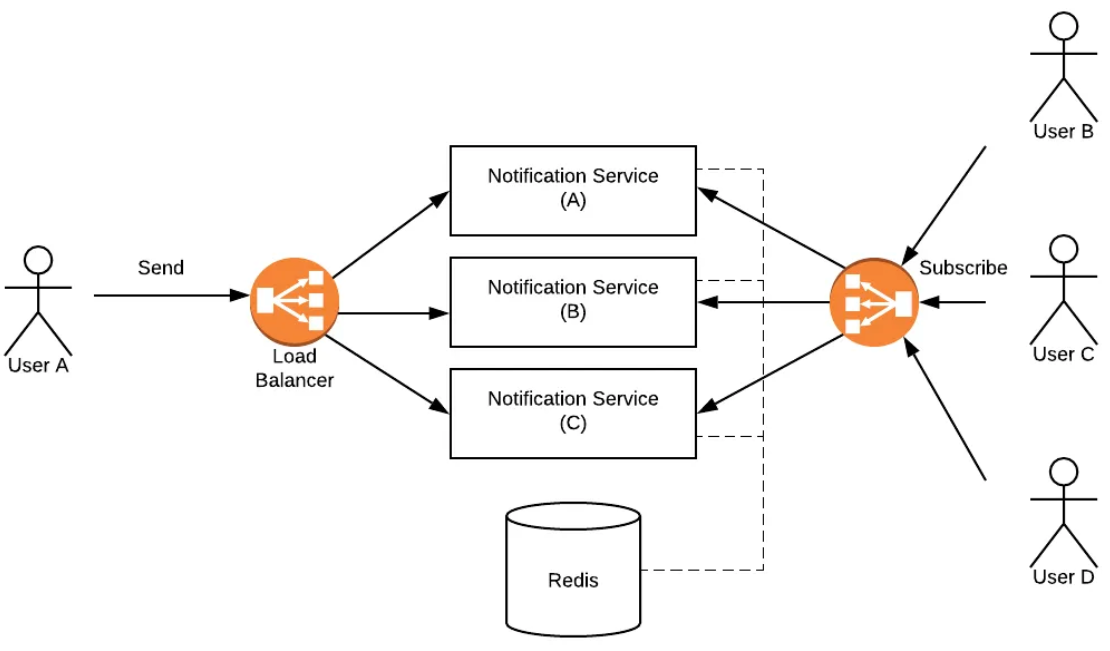 User B
Notification Service
(A)
Send
Subscribe
Notification Service
(B)
User A
Load
Balancer
User C
Notification Service
(C)
Redis
User D